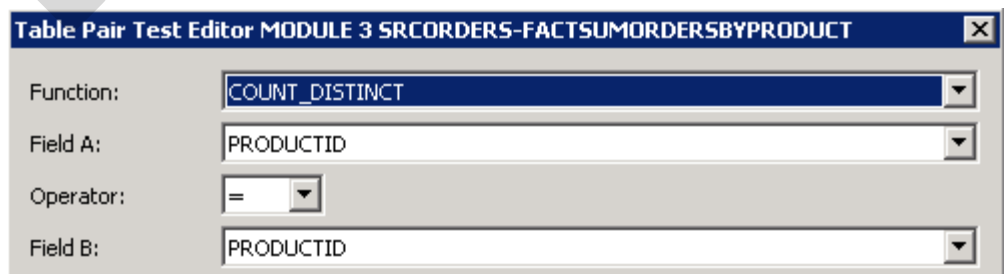 Table Pair Test Editor MODULE 3 SRCORDERS-FACTSUMORDERSBYPRODUCT
Function: COUNT_DISTINCT
Field A: PRODUCTID
Operator: =
Field B: PRODUCTID